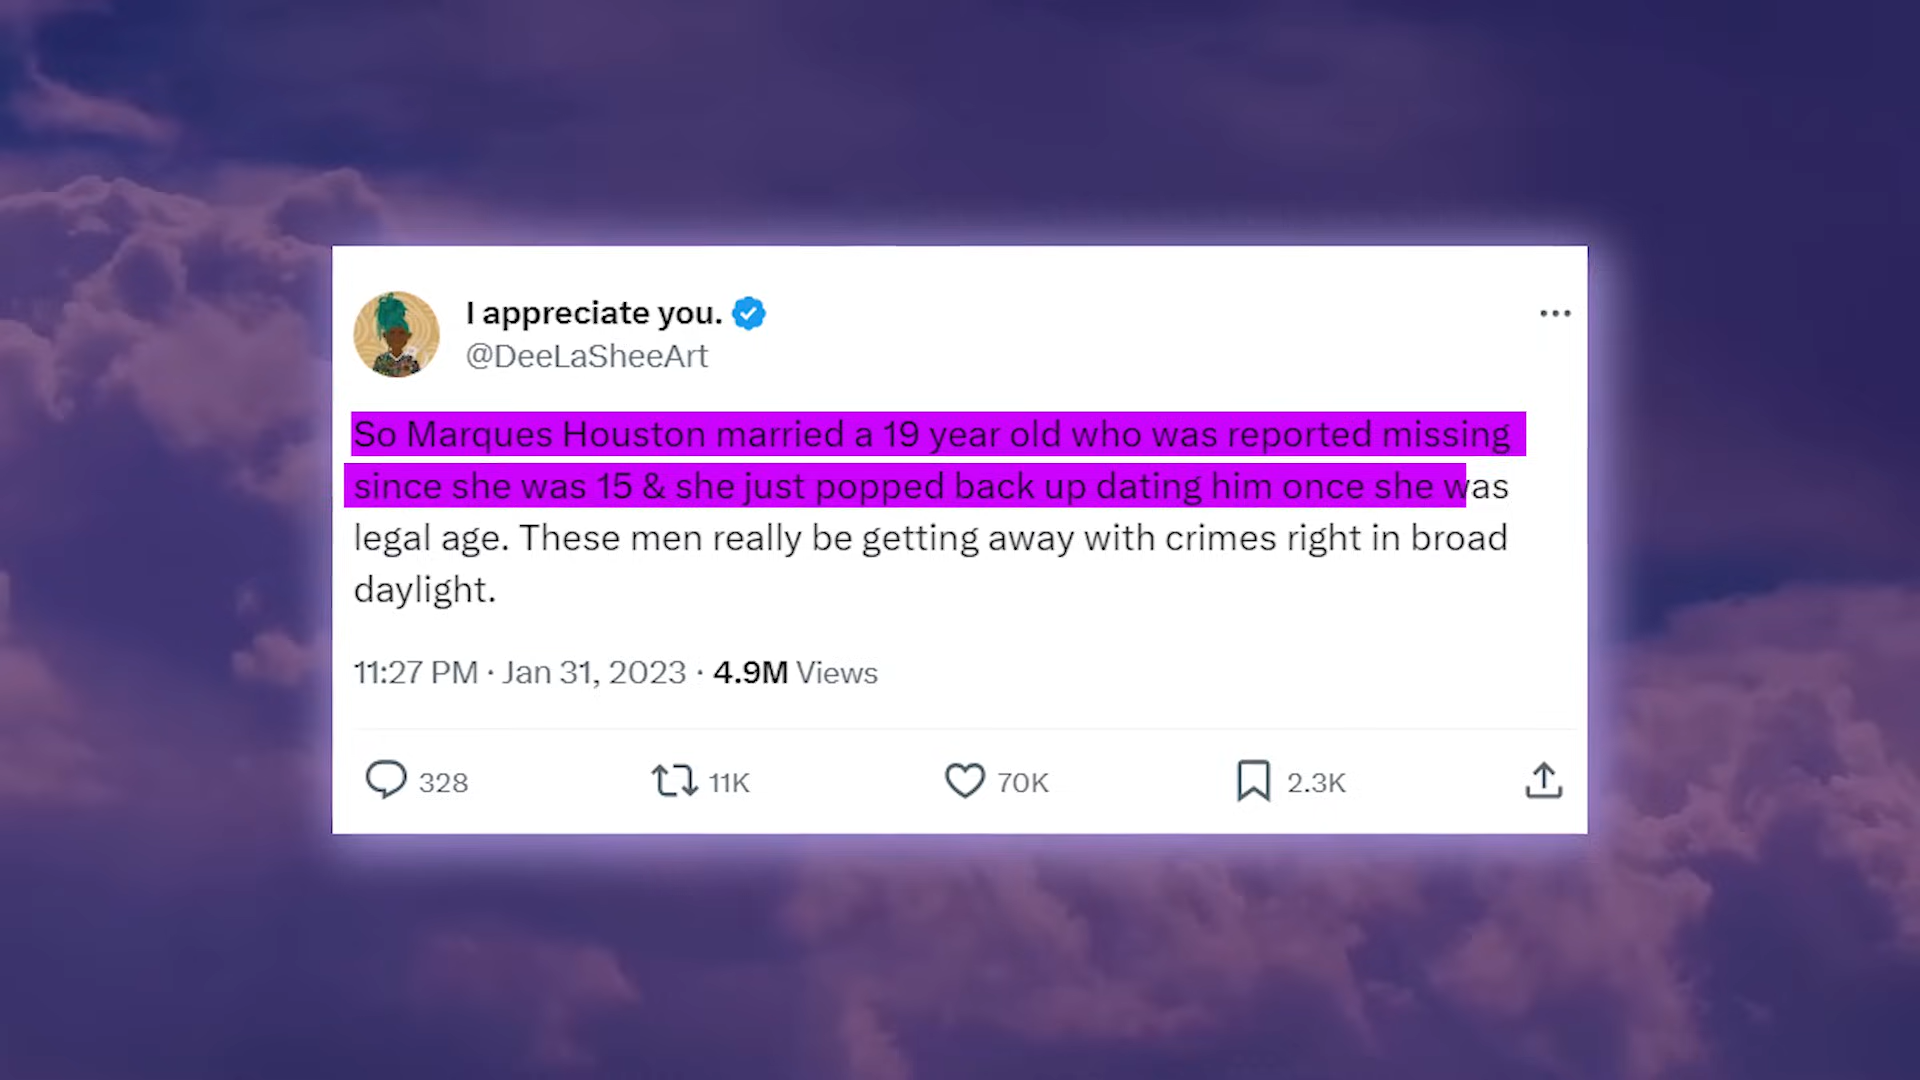 I appreciate you.
@DeeLaSheeArt
So Marques Houston married a 19 year old who was reported missing
since she was 15 & she just popped back up dating him once she was
legal age. These men really be getting away with crimes right in broad
daylight.
11:27 PM · Jan 31, 2023 · 4.9M Views
328 11K 70K 2.3K